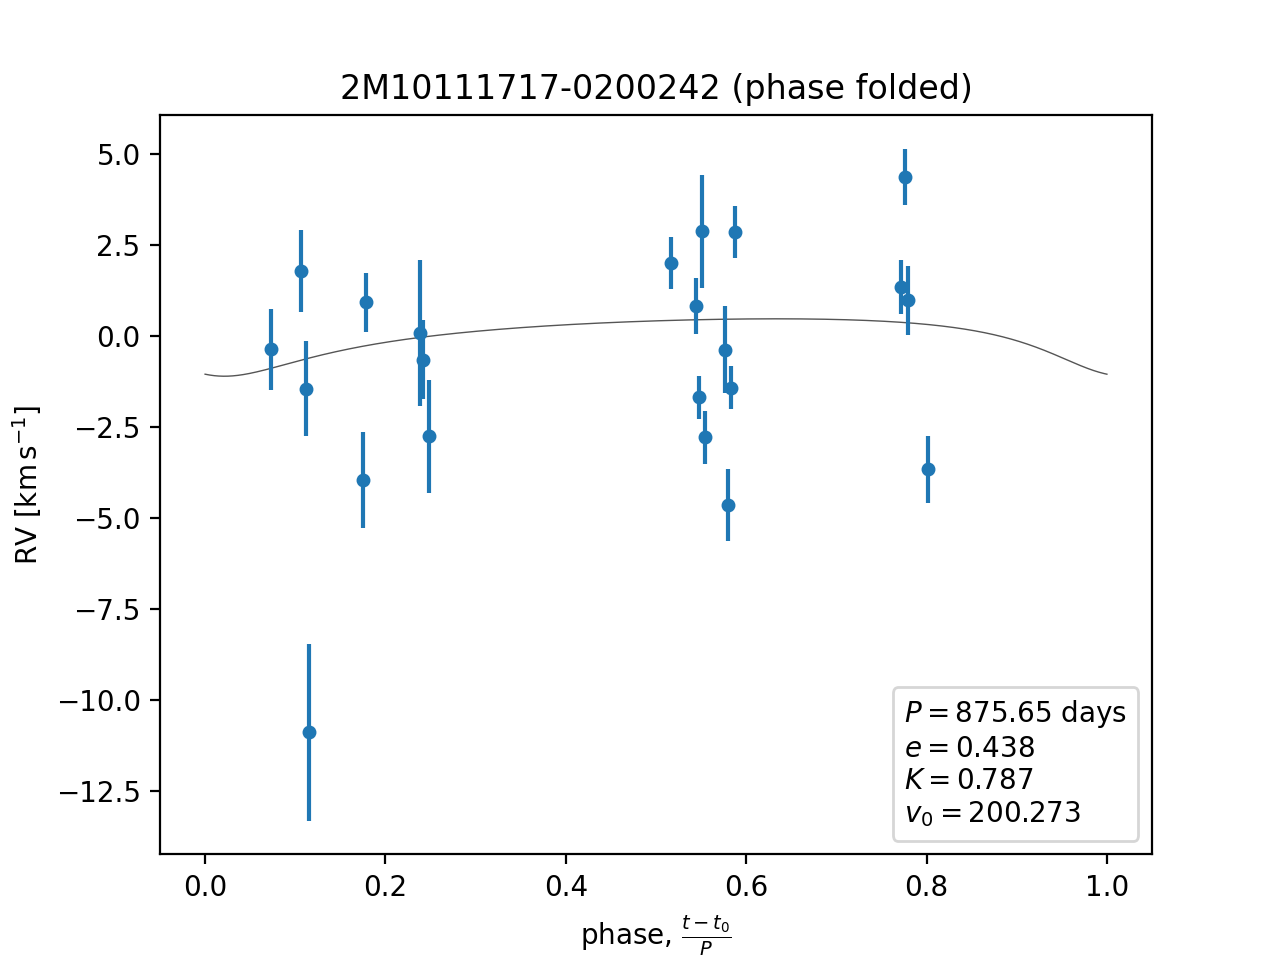 2M10111717-0200242 (phase folded)
RV [km s⁻¹]
5.0
2.5
0.0
−2.5
−5.0
−7.5
−10.0
−12.5
P = 875.65 days
e = 0.438
K = 0.787
v₀ = 200.273
0.0 0.2 0.4 0.6 0.8 1.0
phase, (t − t₀)/P